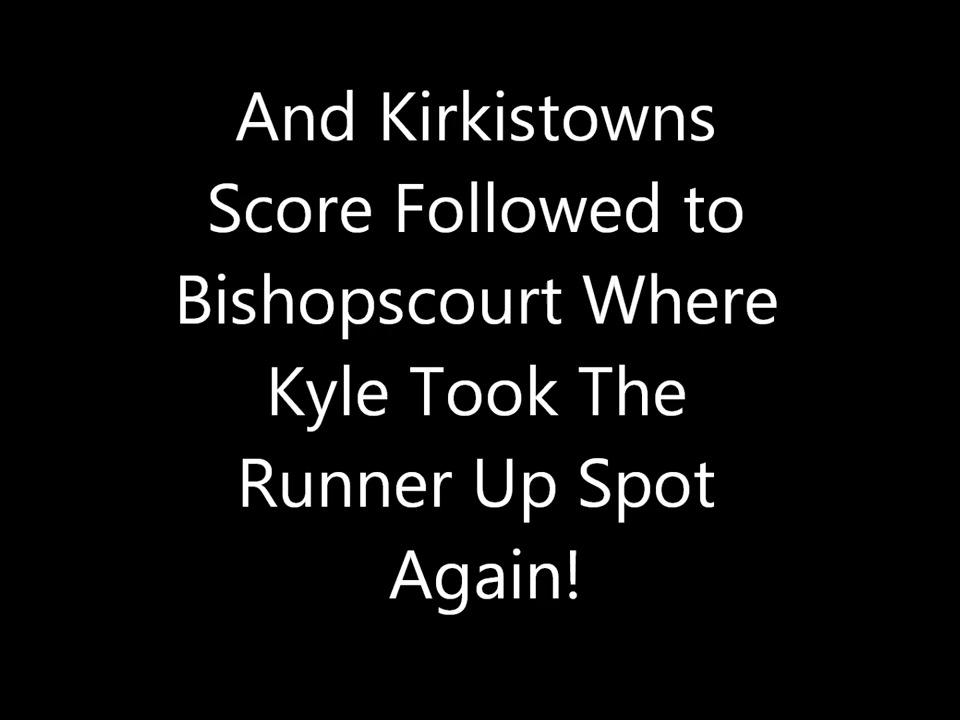 And Kirkistowns
Score Followed to
Bishopscourt Where
Kyle Took The
Runner Up Spot
Again!